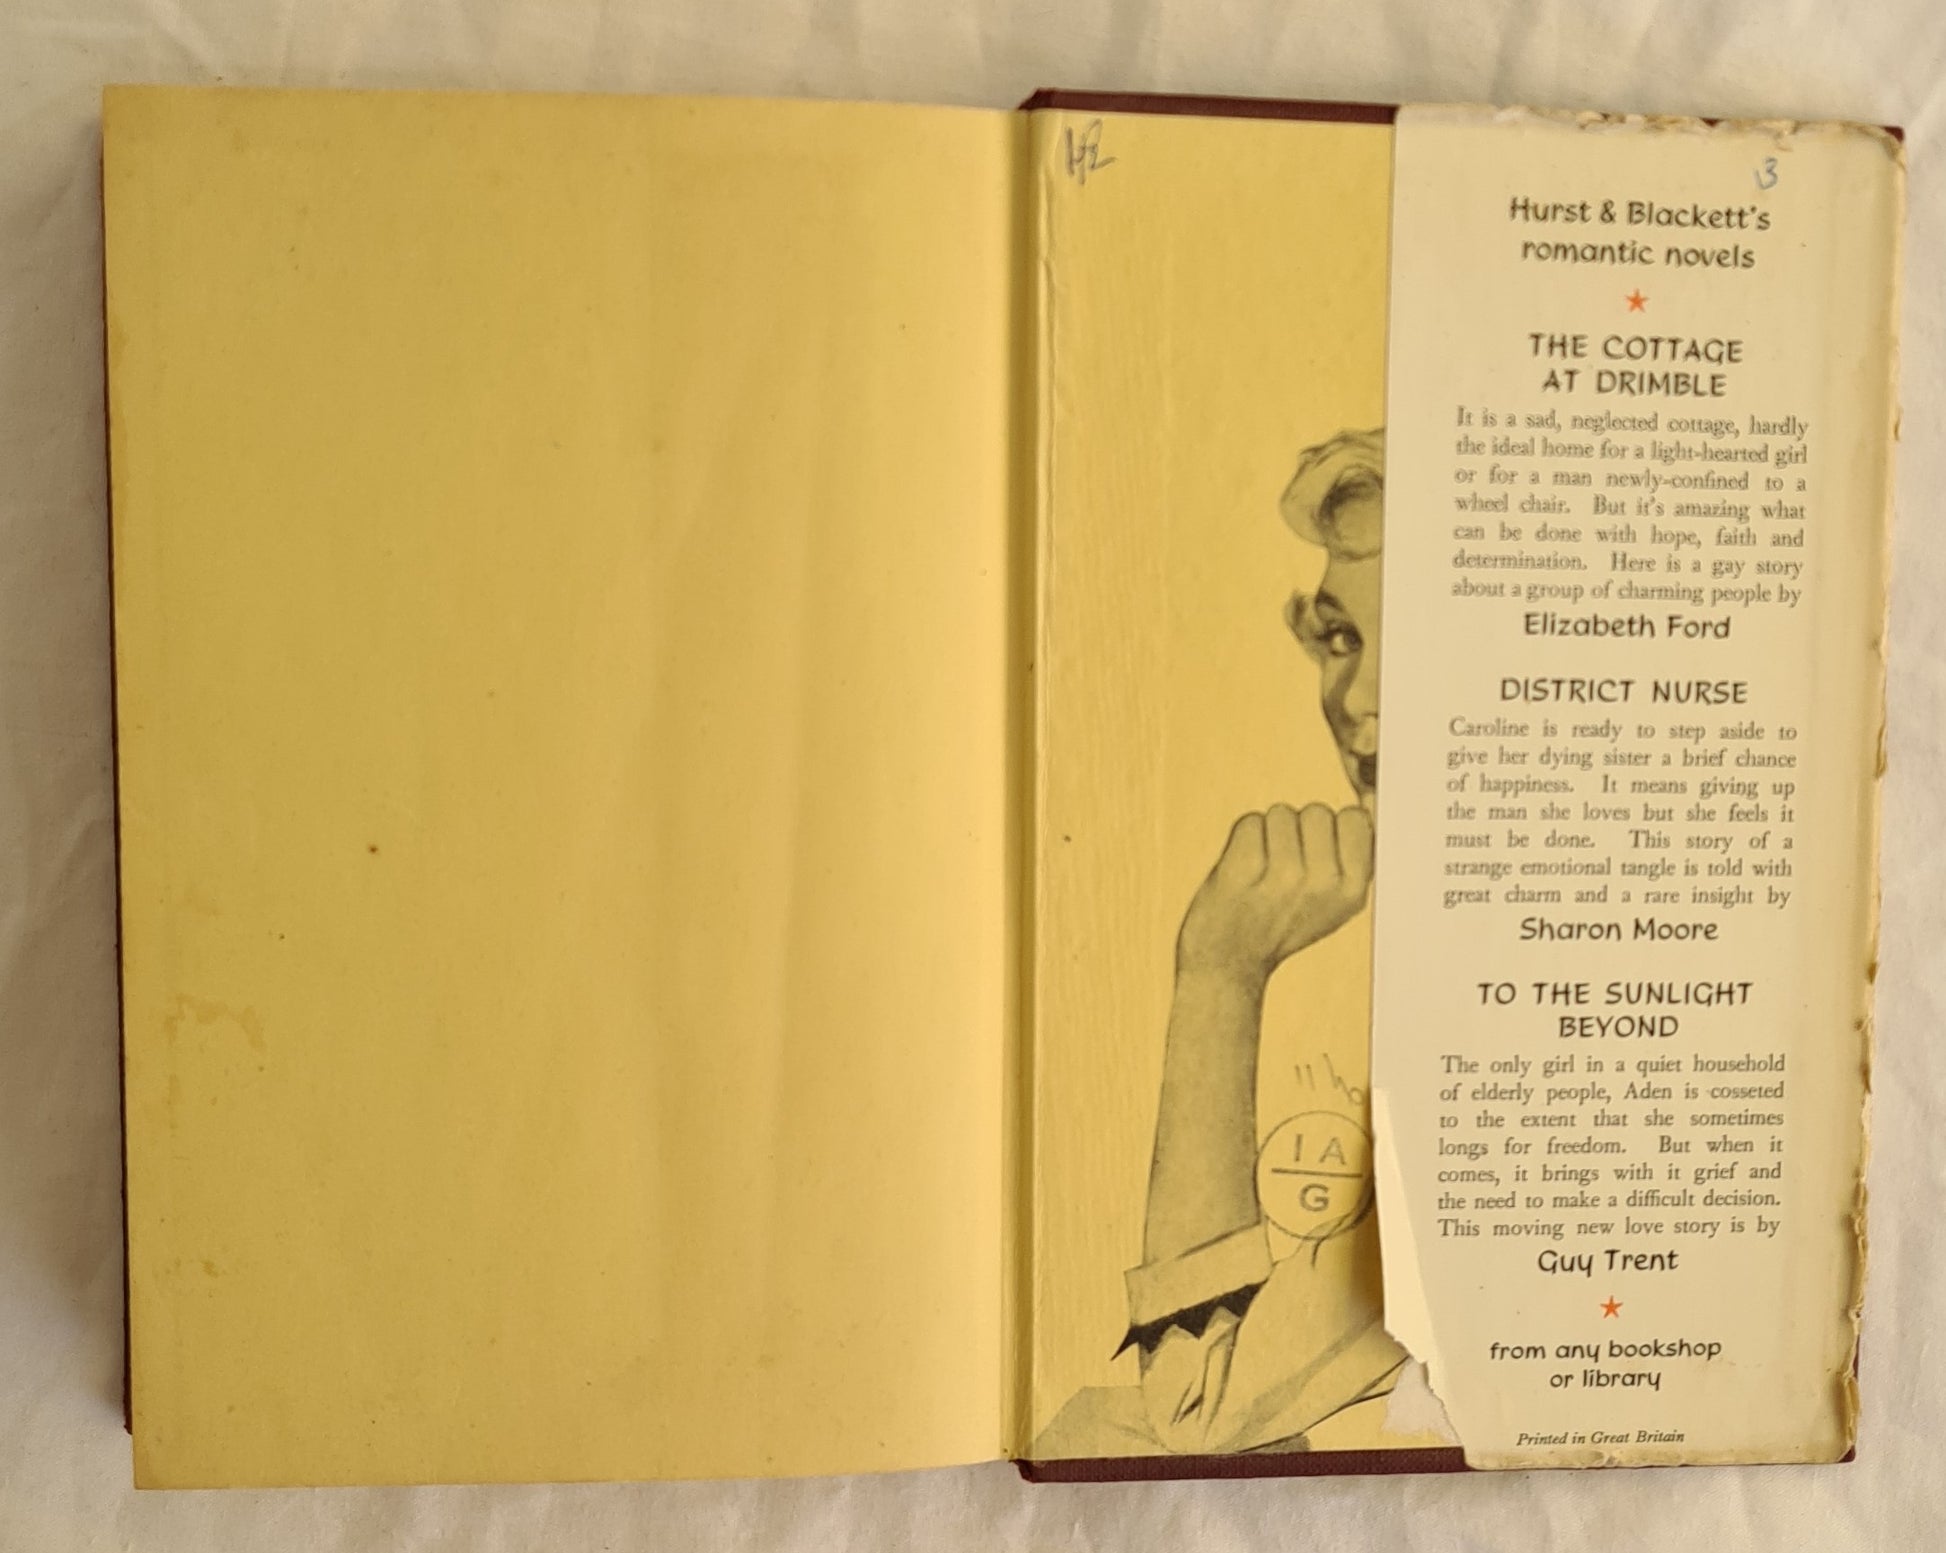 3
Hurst & Blackett's
romantic novels
THE COTTAGE
AT DRIMBLE
It is a sad, neglected cottage, hardly
the ideal home for a light-hearted girl
or for a man newly-confined to a
wheel chair. But it's amazing what
can be done with hope, faith and
determination. Here is a gay story
about a group of charming people by
Elizabeth Ford
DISTRICT NURSE
Caroline is ready to step aside to
give her dying sister a brief chance
of happiness. It means giving up
the man she loves but she feels it
must be done. This story of a
strange emotional tangle is told with
great charm and a rare insight by
Sharon Moore
TO THE SUNLIGHT
BEYOND
The only girl in a quiet household
of elderly people, Aden is cosseted
to the extent that she sometimes
longs for freedom. But when it
comes, it brings with it grief and
the need to make a difficult decision.
This moving new love story is by
Guy Trent
from any bookshop
or library
Printed in Great Britain
I A
G